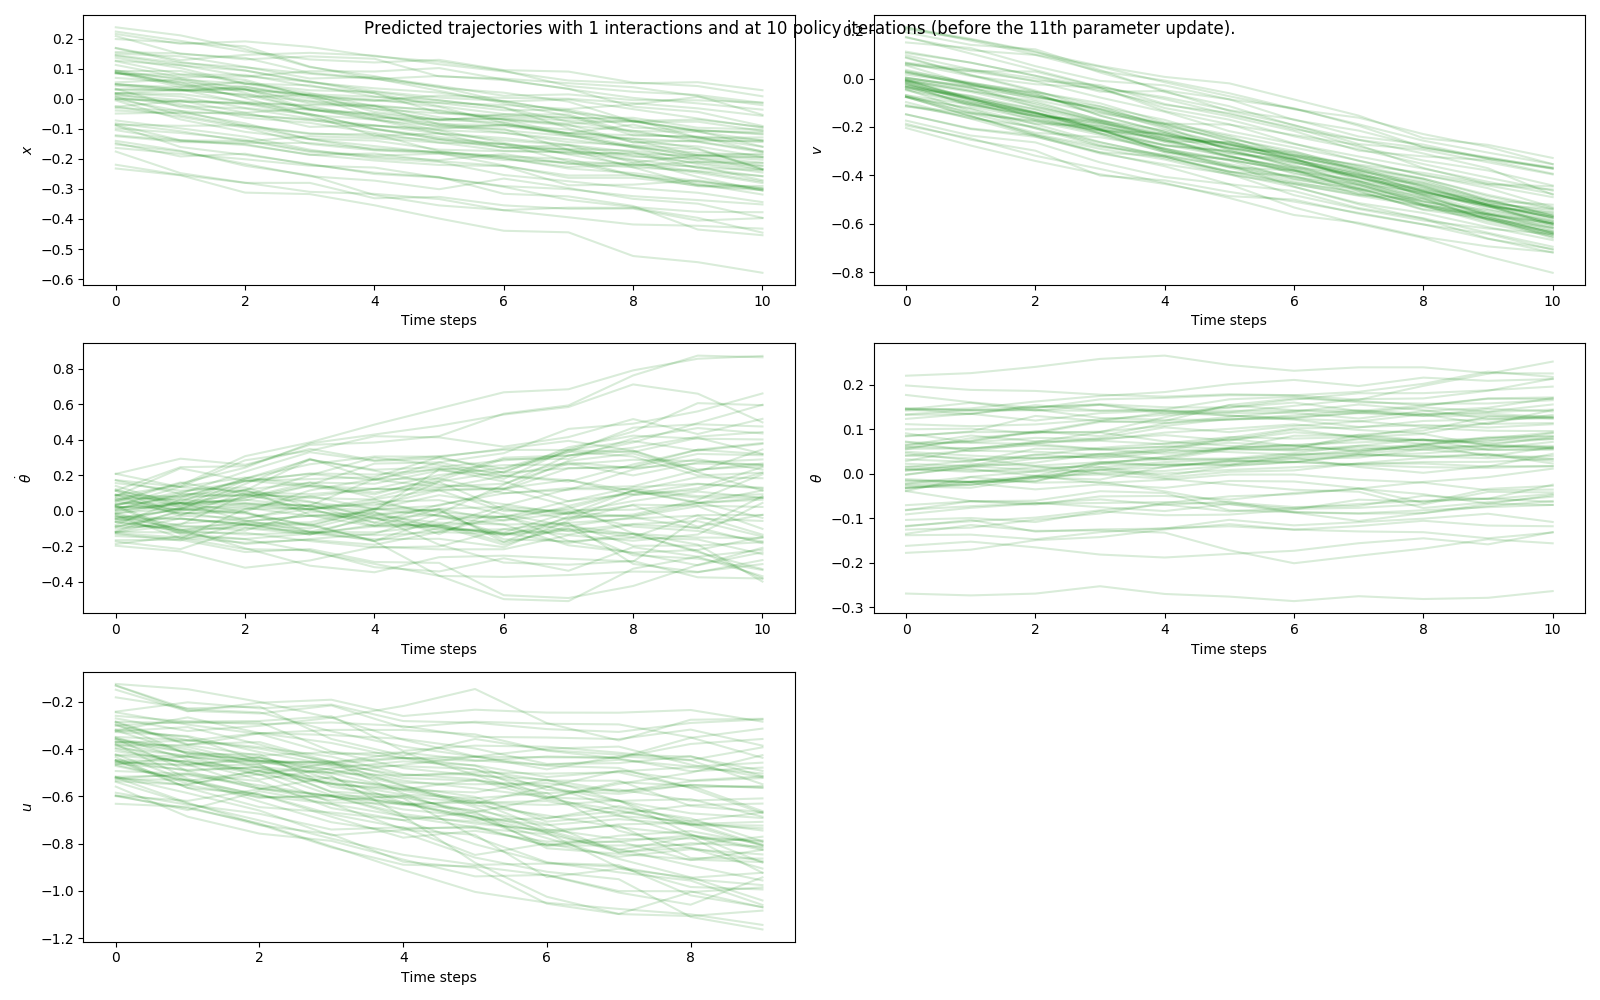 Predicted trajectories with 1 interactions and at 10 policy iterations (before the 11th parameter update).
0.2
0.1
0.0
−0.1
−0.2
−0.3
−0.4
−0.5
−0.6
x
0 2 4 6 8 10
Time steps
0.2
0.0
−0.2
−0.4
−0.6
−0.8
v
0 2 4 6 8 10
Time steps
0.8
0.6
0.4
0.2
0.0
−0.2
−0.4
θ̇
0 2 4 6 8 10
Time steps
0.2
0.1
0.0
−0.1
−0.2
−0.3
θ
0 2 4 6 8 10
Time steps
−0.2
−0.4
−0.6
−0.8
−1.0
−1.2
u
0 2 4 6 8
Time steps